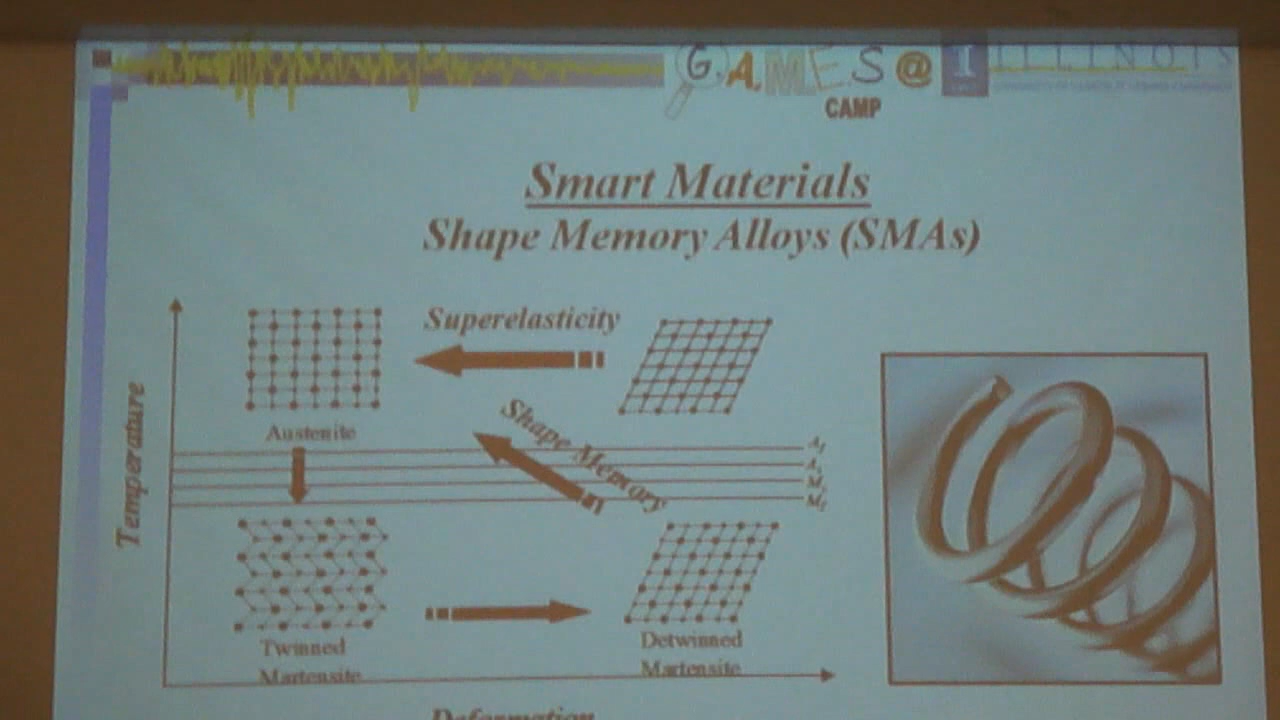 G.A.M.E.S @ I ILLINOIS
CAMP
Smart Materials
Shape Memory Alloys (SMAs)
Superelasticity
Shape Memory
Temperature
Austenite
Twinned
Martensite
Detwinned
Martensite
Deformation